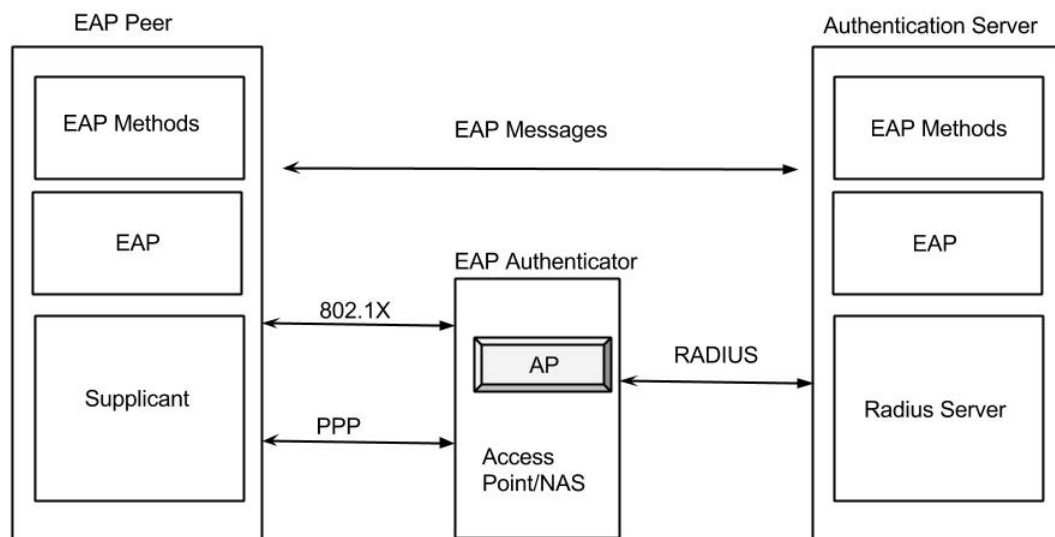 EAP Peer
Authentication Server
EAP Methods
EAP Messages
EAP Methods
EAP
EAP
EAP Authenticator
802.1X
AP
RADIUS
Supplicant
Radius Server
PPP
Access
Point/NAS